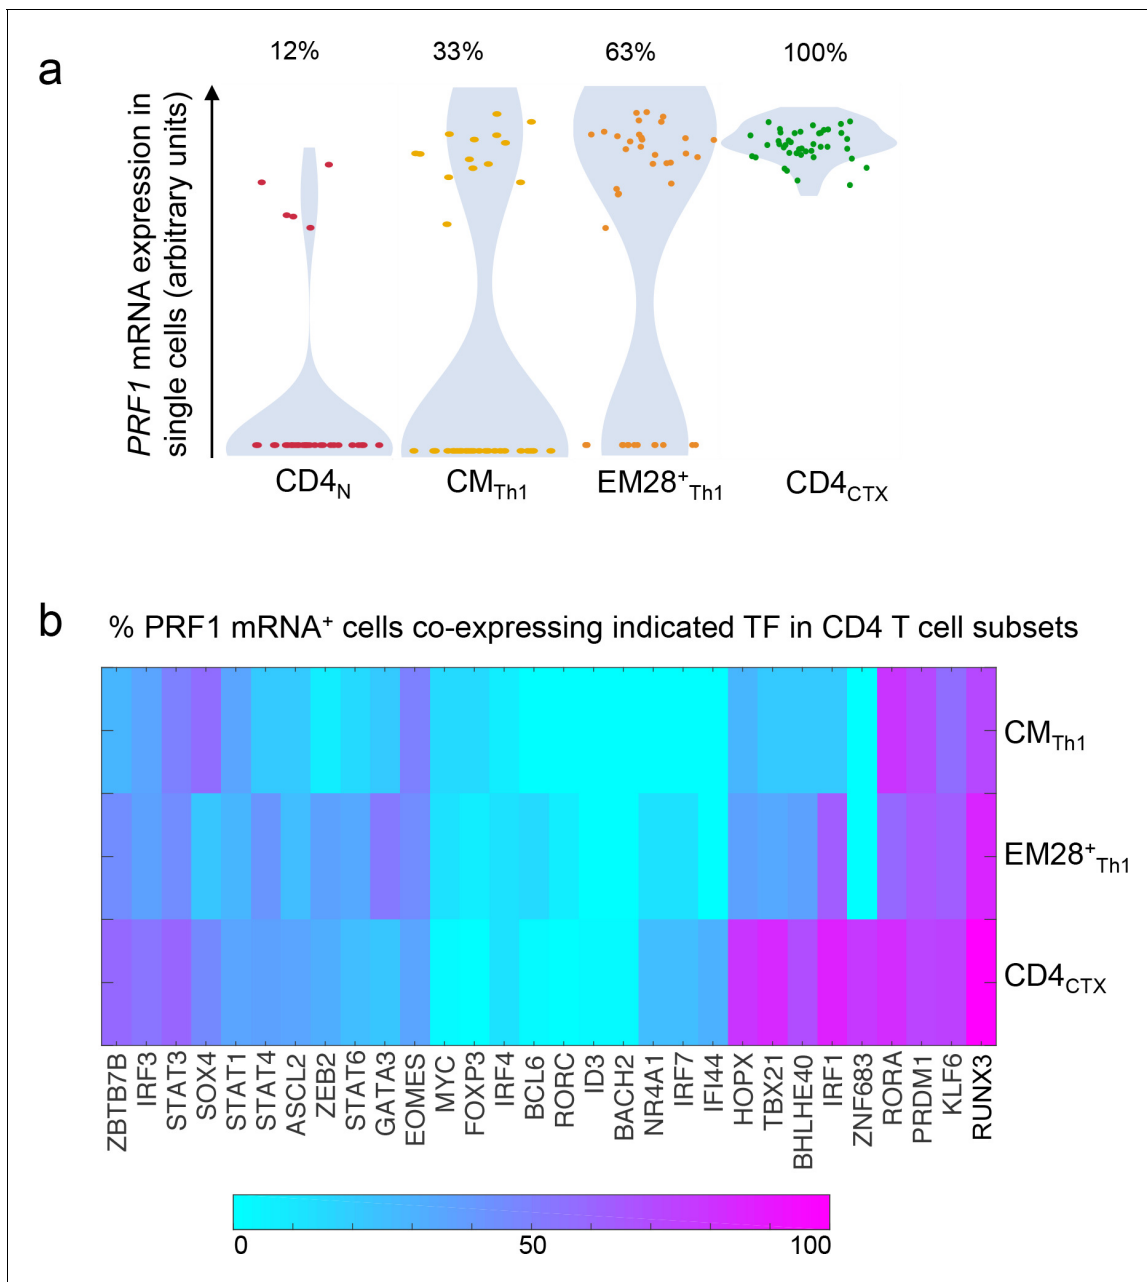 a
12% 33% 63% 100%
PRF1 mRNA expression in
single cells (arbitrary units)
CD4N CMTh1 EM28+Th1 CD4CTX
b
% PRF1 mRNA+ cells co-expressing indicated TF in CD4 T cell subsets
CMTh1
EM28+Th1
CD4CTX
ZBTB7B
IRF3
STAT3
SOX4
STAT1
STAT4
ASCL2
ZEB2
STAT6
GATA3
EOMES
MYC
FOXP3
IRF4
BCL6
RORC
ID3
BACH2
NR4A1
IRF7
IFI44
HOPX
TBX21
BHLHE40
IRF1
ZNF683
RORA
PRDM1
KLF6
RUNX3
0 50 100